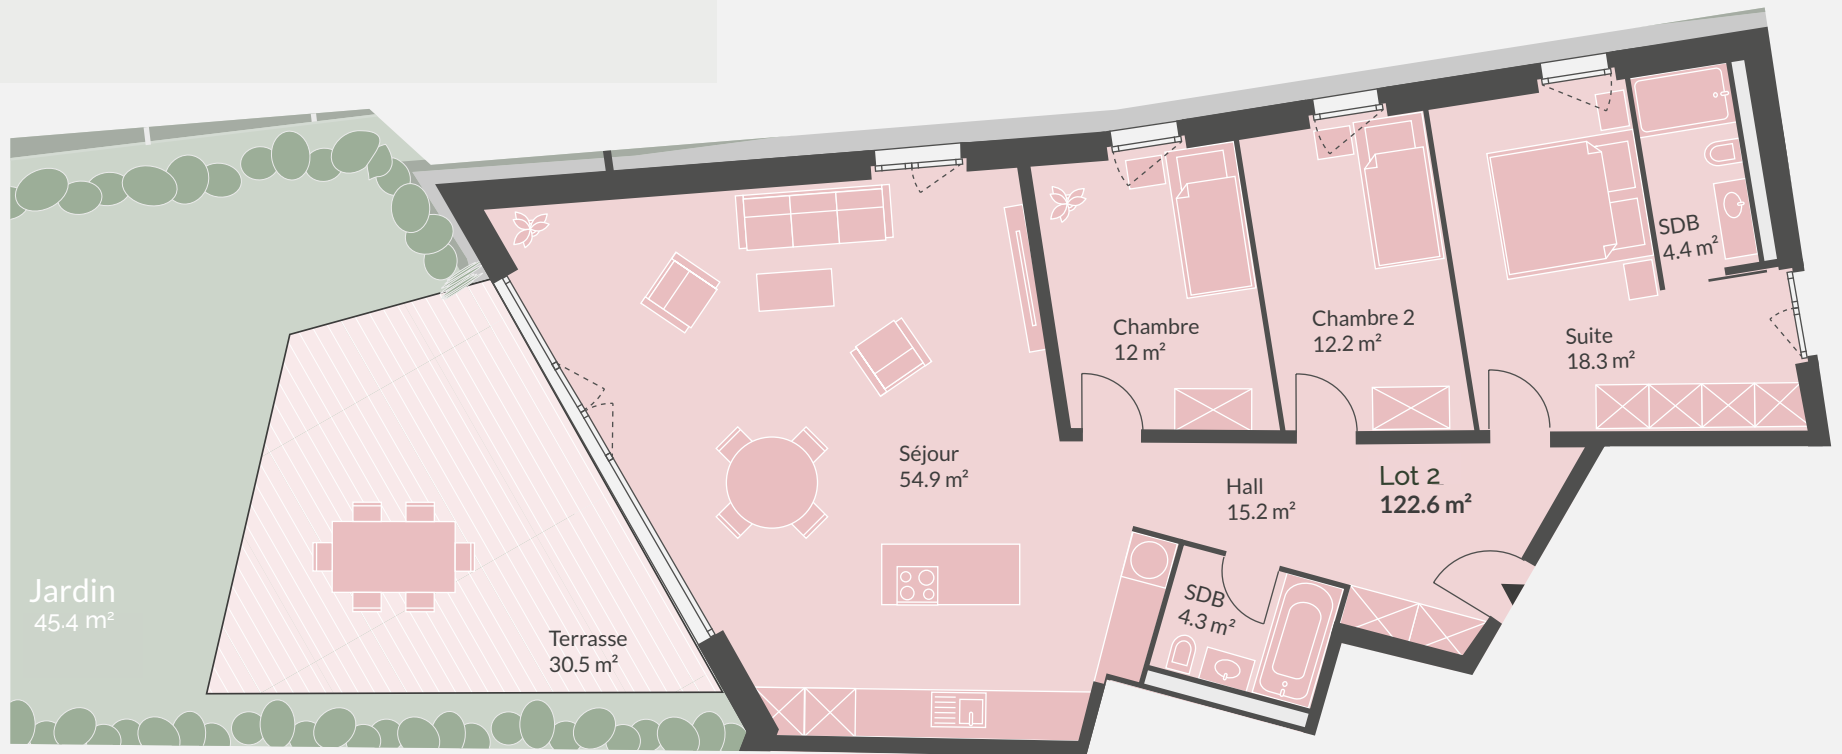 SDB
4.4 m²
Chambre
12 m²
Chambre 2
12.2 m²
Suite
18.3 m²
Séjour
54.9 m²
Hall
15.2 m²
Lot 2
122.6 m²
Jardin
45.4 m²
Terrasse
30.5 m²
SDB
4.3 m²